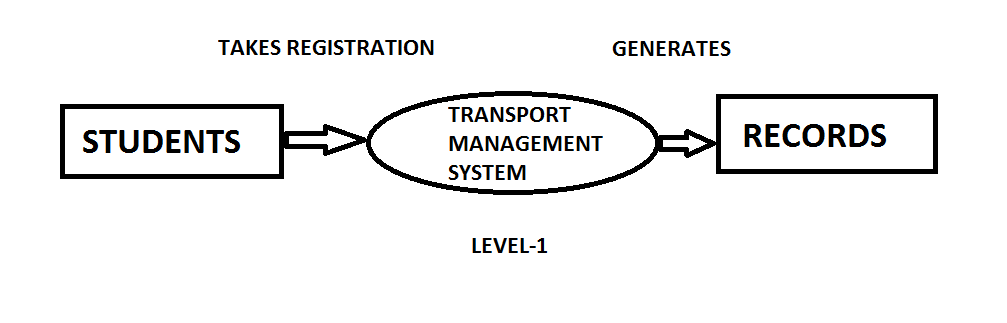 TAKES REGISTRATION
GENERATES
STUDENTS
TRANSPORT
MANAGEMENT
SYSTEM
RECORDS
LEVEL-1